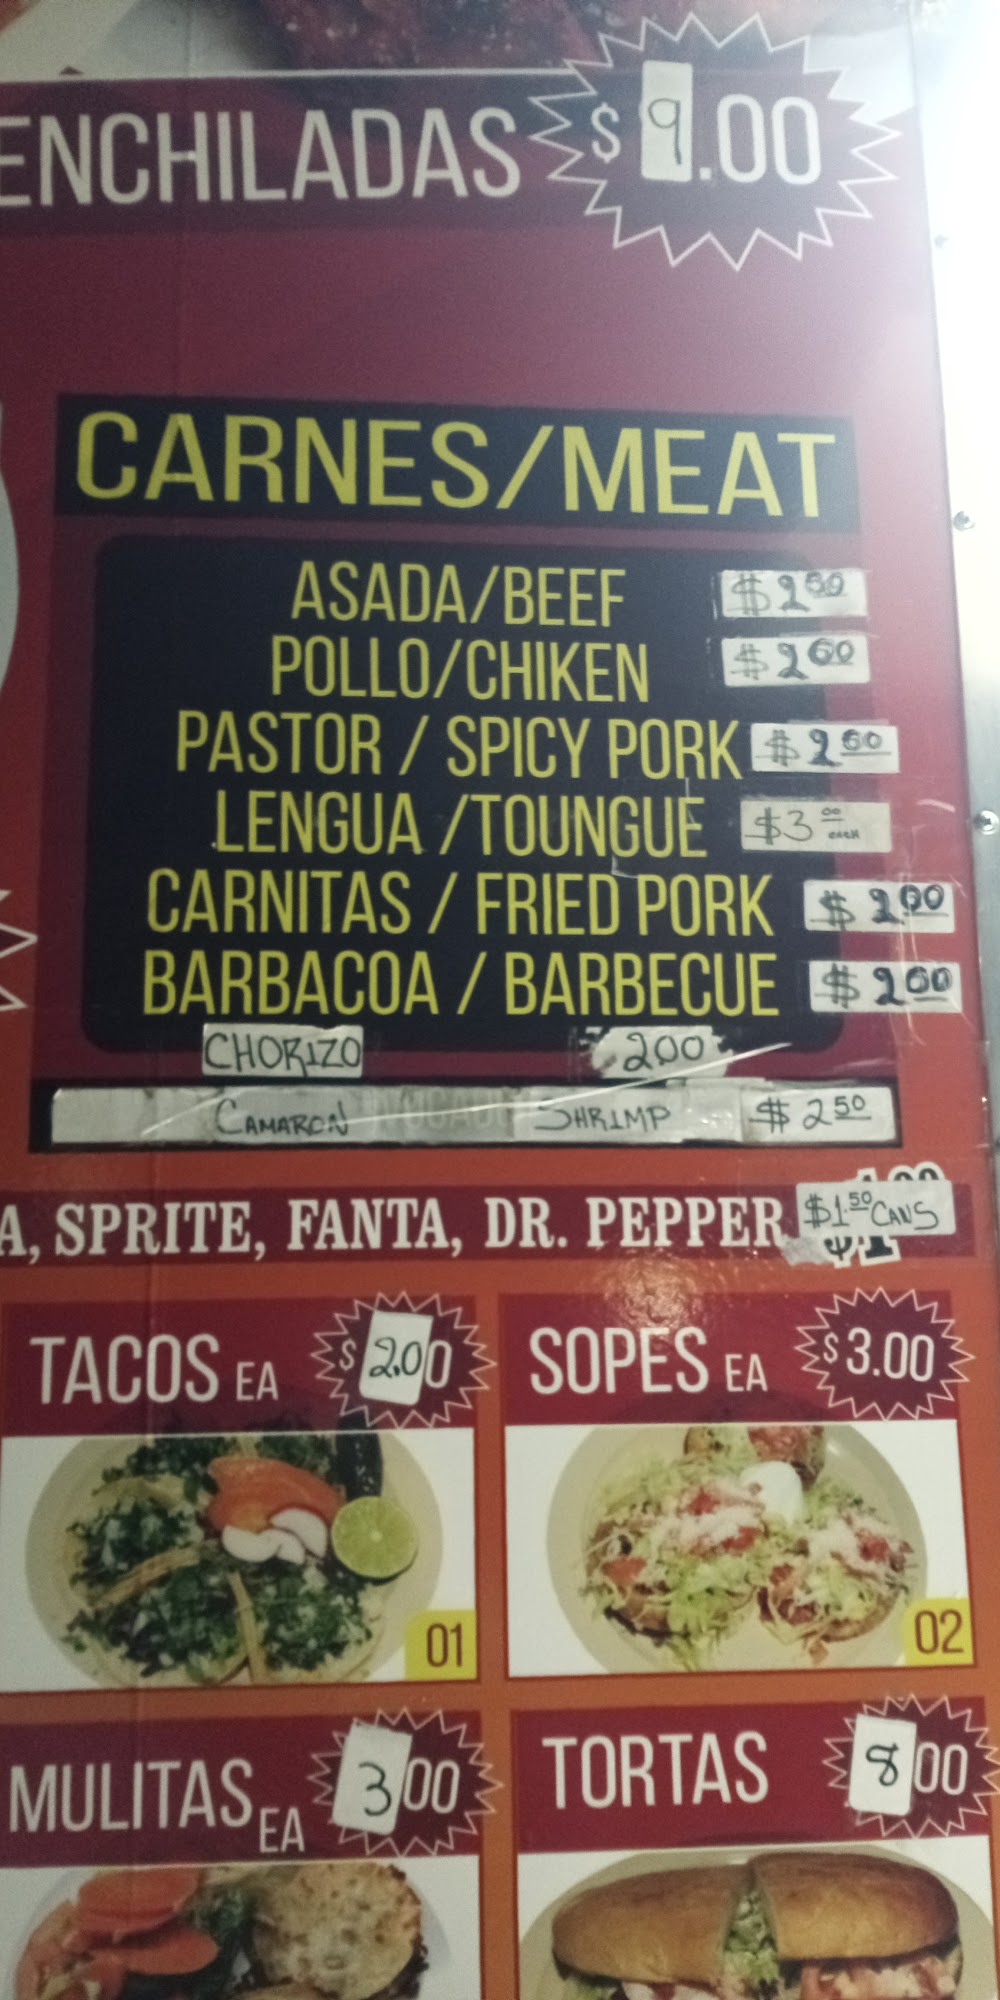 ENCHILADAS $ 9.00
CARNES/MEAT
ASADA/BEEF $2.50
POLLO/CHIKEN $2.00
PASTOR / SPICY PORK $2.00
LENGUA /TOUNGUE $3.00 EACH
CARNITAS / FRIED PORK $2.00
BARBACOA / BARBECUE $2.00
CHORIZO 2.00
CAMARON SHRIMP $2.50
A, SPRITE, FANTA, DR. PEPPER $1.50 CANS
TACOS EA $ 2.00
SOPES EA $3.00
01
02
MULITAS EA 3.00
TORTAS 8.00